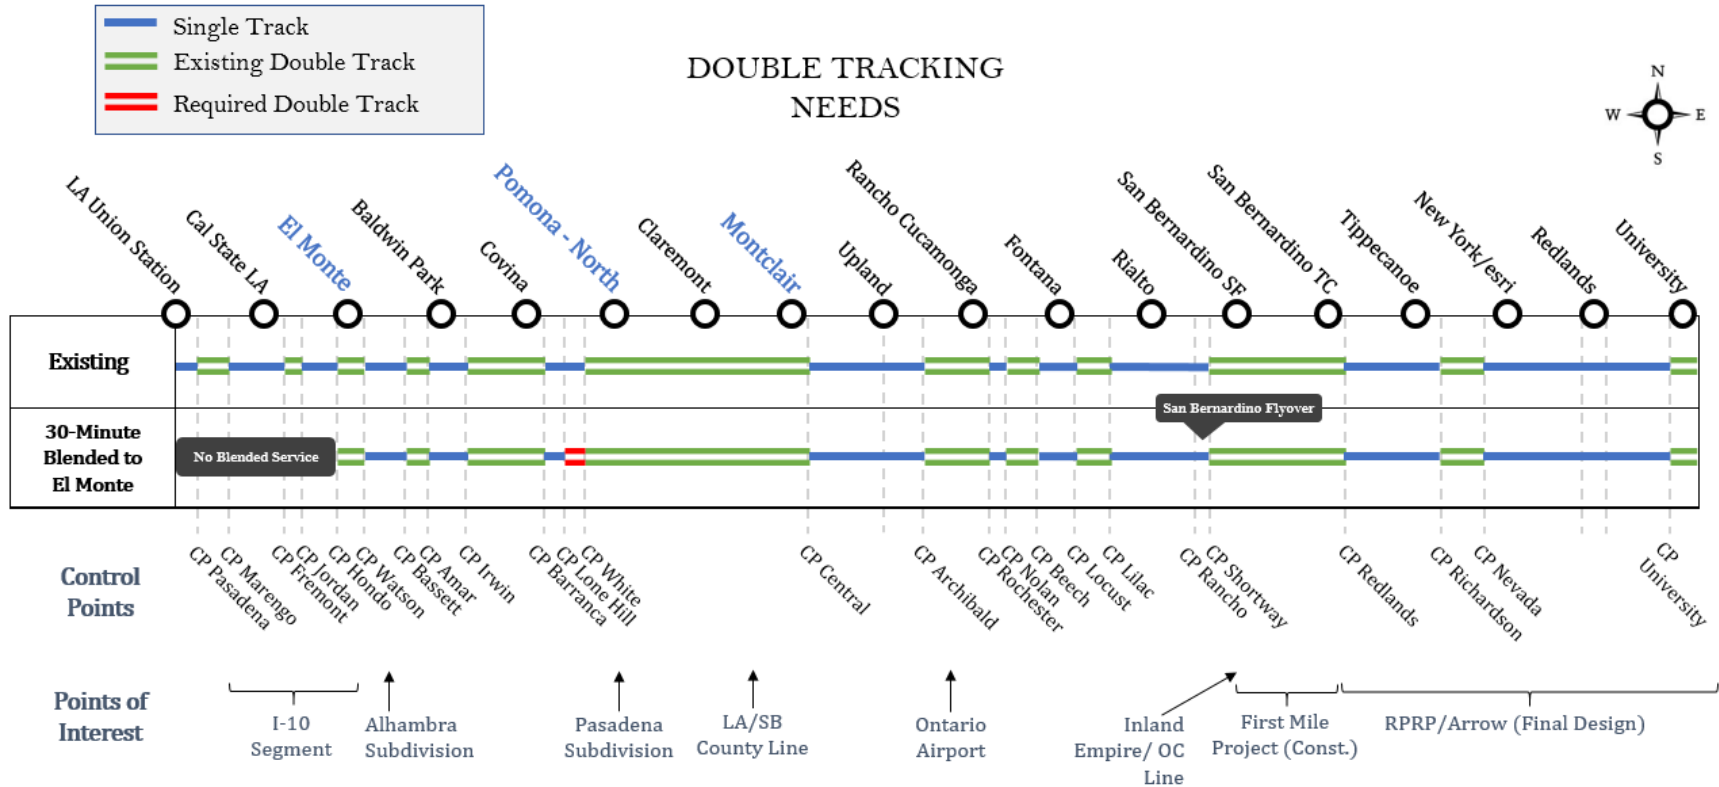 Single Track
Existing Double Track
Required Double Track
DOUBLE TRACKING
NEEDS
N
W
E
S
LA Union Station
Cal State LA
El Monte
Baldwin Park
Covina
Pomona - North
Claremont
Montclair
Upland
Rancho Cucamonga
Fontana
Rialto
San Bernardino SF
San Bernardino TC
Tippecanoe
New York/esri
Redlands
University
Existing
San Bernardino Flyover
30-Minute
Blended to
El Monte
No Blended Service
Control
Points
CP Pasadena
CP Marengo
CP Fremont
CP Jordan
CP Hondo
CP Watson
CP Bassett
CP Amar
CP Irwin
CP Barranca
CP Lone Hill
CP White
CP Central
CP Archibald
CP Rochester
CP Nolan
CP Beech
CP Locust
CP Lilac
CP Rancho
CP Shortway
CP Redlands
CP Richardson
CP Nevada
CP
University
Points of
Interest
I-10
Segment
Alhambra
Subdivision
Pasadena
Subdivision
LA/SB
County Line
Ontario
Airport
Inland
Empire/ OC
Line
First Mile
Project (Const.)
RPRP/Arrow (Final Design)